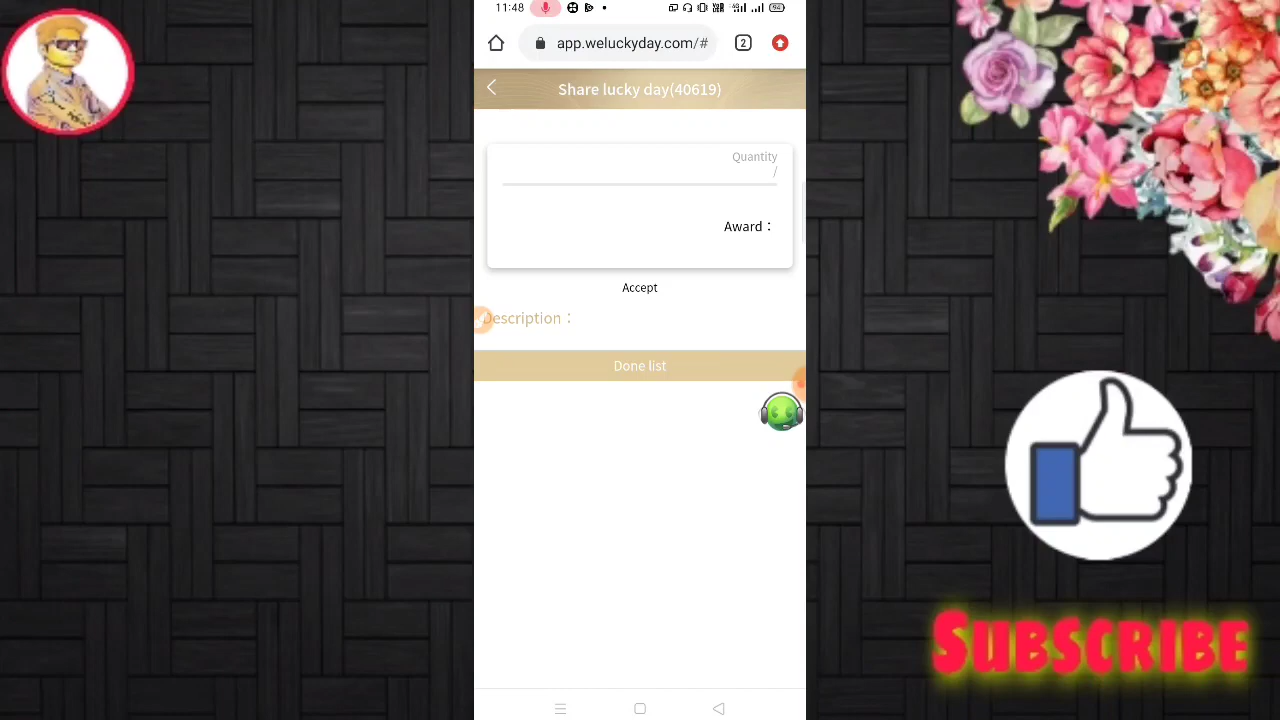 11:48
app.weluckyday.com/#
2
Share lucky day(40619)
Quantity
/
Award：
Accept
Description：
Done list
SUBSCRIBE